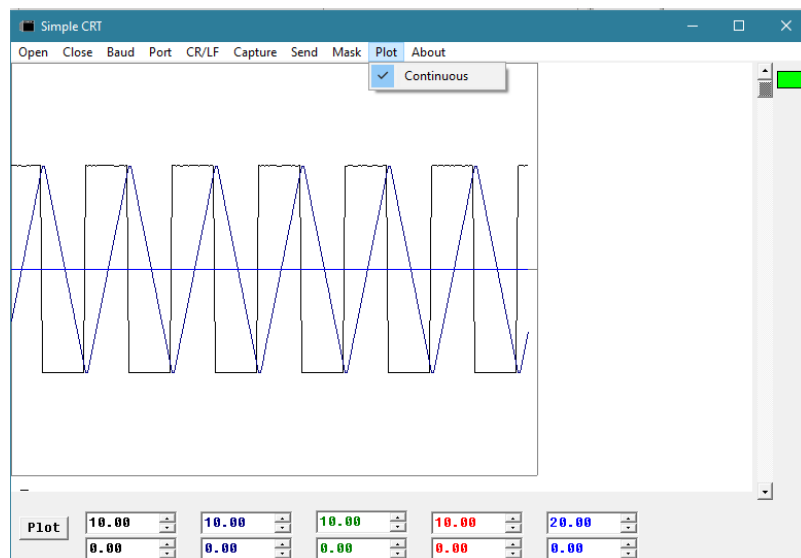 Simple CRT
Open Close Baud Port CR/LF Capture Send Mask Plot About
Continuous
Plot 10.00 10.00 10.00 10.00 20.00
0.00 0.00 0.00 0.00 0.00